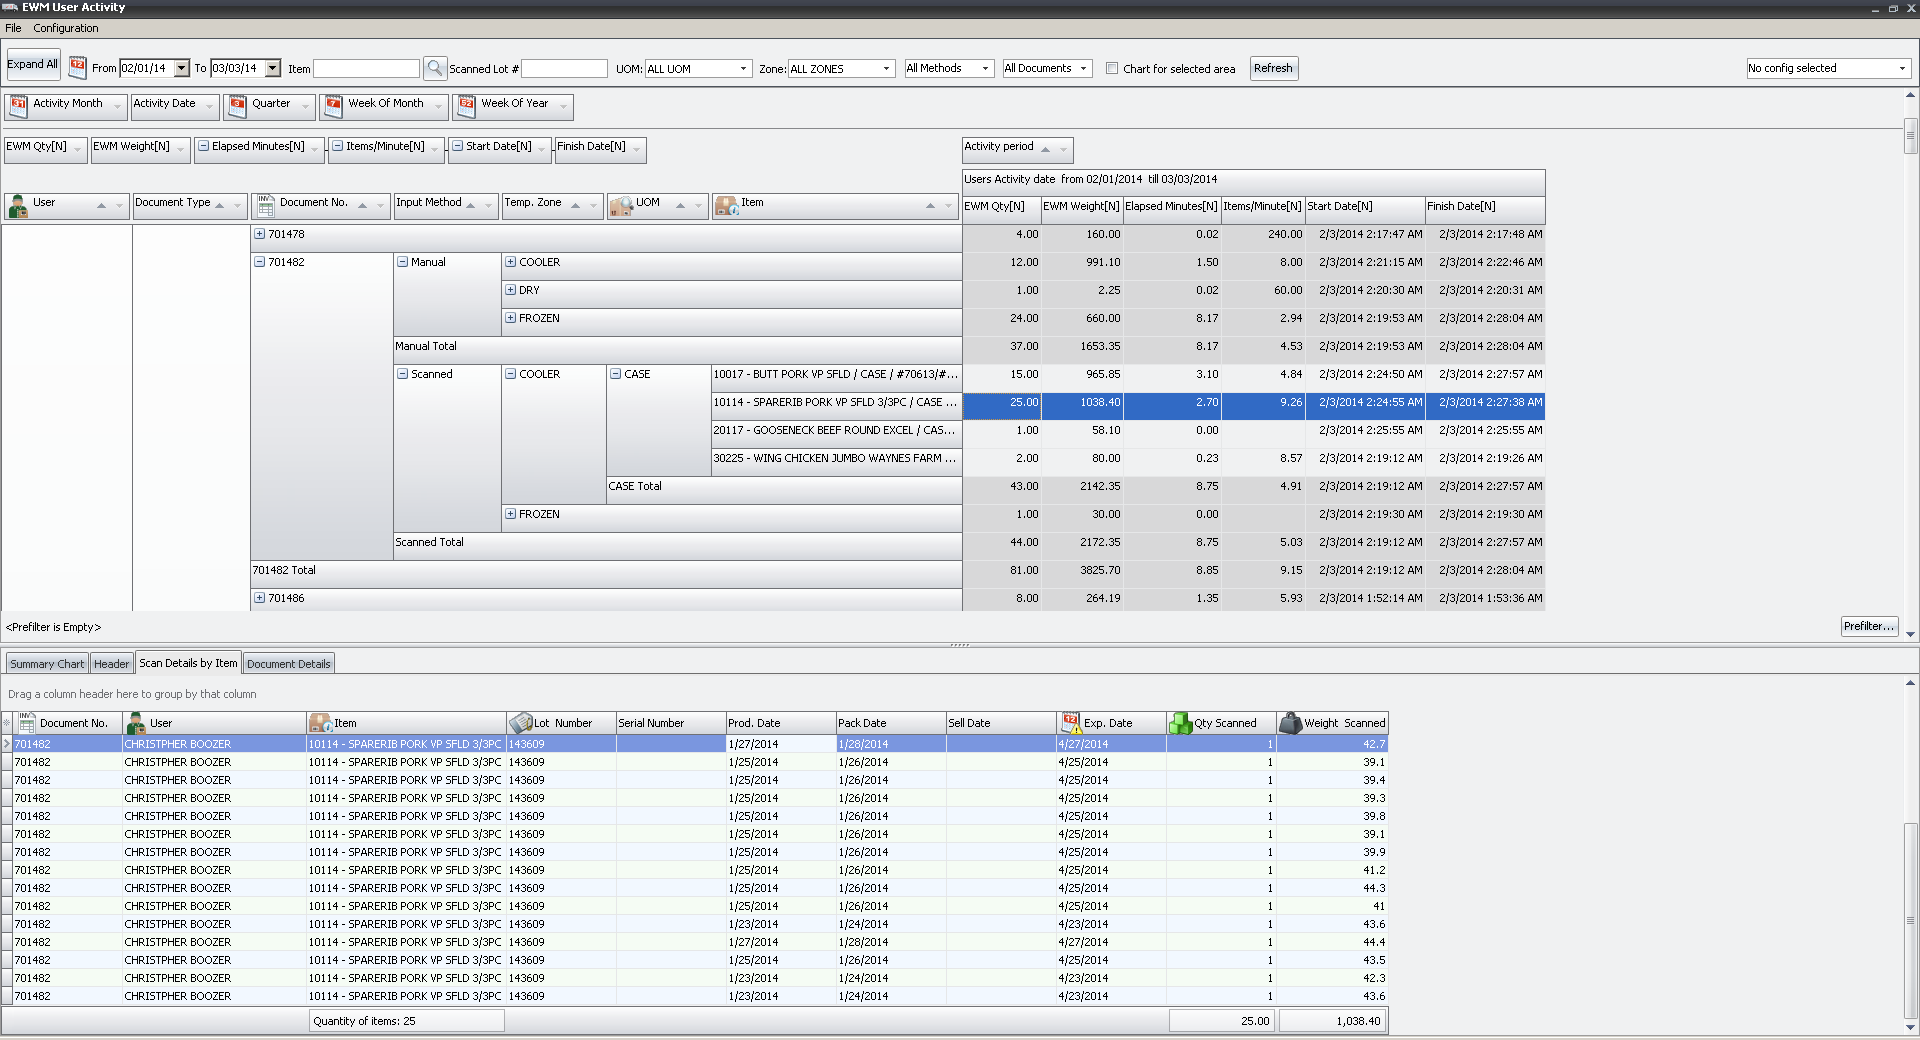 EWM User Activity
File Configuration
Expand All From 02/01/14 To 03/03/14 Item Scanned Lot # UOM: ALL UOM Zone: ALL ZONES All Methods All Documents Chart for selected area Refresh No config selected
Activity Month Activity Date Quarter Week Of Month Week Of Year
EWM Qty[N] EWM Weight[N] Elapsed Minutes[N] Items/Minute[N] Start Date[N] Finish Date[N] Activity period
Users Activity date from 02/01/2014 till 03/03/2014
User Document Type Document No. Input Method Temp. Zone UOM Item EWM Qty[N] EWM Weight[N] Elapsed Minutes[N] Items/Minute[N] Start Date[N] Finish Date[N]
701478 4.00 160.00 0.02 240.00 2/3/2014 2:17:47 AM 2/3/2014 2:17:48 AM
701482 Manual COOLER 12.00 991.10 1.50 8.00 2/3/2014 2:21:15 AM 2/3/2014 2:22:46 AM
DRY 1.00 2.25 0.02 60.00 2/3/2014 2:20:30 AM 2/3/2014 2:20:31 AM
FROZEN 24.00 660.00 8.17 2.94 2/3/2014 2:19:53 AM 2/3/2014 2:28:04 AM
Manual Total 37.00 1653.35 8.17 4.53 2/3/2014 2:19:53 AM 2/3/2014 2:28:04 AM
Scanned COOLER CASE 10017 - BUTT PORK VP SFLD / CASE / #70613/#... 15.00 965.85 3.10 4.84 2/3/2014 2:24:50 AM 2/3/2014 2:27:57 AM
10114 - SPARERIB PORK VP SFLD 3/3PC / CASE ... 25.00 1038.40 2.70 9.26 2/3/2014 2:24:55 AM 2/3/2014 2:27:38 AM
20117 - GOOSENECK BEEF ROUND EXCEL / CAS... 1.00 58.10 0.00 2/3/2014 2:25:55 AM 2/3/2014 2:25:55 AM
30225 - WING CHICKEN JUMBO WAYNES FARM ... 2.00 80.00 0.23 8.57 2/3/2014 2:19:12 AM 2/3/2014 2:19:26 AM
CASE Total 43.00 2142.35 8.75 4.91 2/3/2014 2:19:12 AM 2/3/2014 2:27:57 AM
FROZEN 1.00 30.00 0.00 2/3/2014 2:19:30 AM 2/3/2014 2:19:30 AM
Scanned Total 44.00 2172.35 8.75 5.03 2/3/2014 2:19:12 AM 2/3/2014 2:27:57 AM
701482 Total 81.00 3825.70 8.85 9.15 2/3/2014 2:19:12 AM 2/3/2014 2:28:04 AM
701486 8.00 264.19 1.35 5.93 2/3/2014 1:52:14 AM 2/3/2014 1:53:36 AM
<Prefilter is Empty> Prefilter...
Summary Chart Header Scan Details by Item Document Details
Drag a column header here to group by that column
Document No. User Item Lot Number Serial Number Prod. Date Pack Date Sell Date Exp. Date Qty Scanned Weight Scanned
701482 CHRISTPHER BOOZER 10114 - SPARERIB PORK VP SFLD 3/3PC 143609 1/27/2014 1/28/2014 4/27/2014 1 42.7
701482 CHRISTPHER BOOZER 10114 - SPARERIB PORK VP SFLD 3/3PC 143609 1/25/2014 1/26/2014 4/25/2014 1 39.1
701482 CHRISTPHER BOOZER 10114 - SPARERIB PORK VP SFLD 3/3PC 143609 1/25/2014 1/26/2014 4/25/2014 1 39.4
701482 CHRISTPHER BOOZER 10114 - SPARERIB PORK VP SFLD 3/3PC 143609 1/25/2014 1/26/2014 4/25/2014 1 39.3
701482 CHRISTPHER BOOZER 10114 - SPARERIB PORK VP SFLD 3/3PC 143609 1/25/2014 1/26/2014 4/25/2014 1 39.8
701482 CHRISTPHER BOOZER 10114 - SPARERIB PORK VP SFLD 3/3PC 143609 1/25/2014 1/26/2014 4/25/2014 1 39.1
701482 CHRISTPHER BOOZER 10114 - SPARERIB PORK VP SFLD 3/3PC 143609 1/25/2014 1/26/2014 4/25/2014 1 39.9
701482 CHRISTPHER BOOZER 10114 - SPARERIB PORK VP SFLD 3/3PC 143609 1/25/2014 1/26/2014 4/25/2014 1 41.2
701482 CHRISTPHER BOOZER 10114 - SPARERIB PORK VP SFLD 3/3PC 143609 1/25/2014 1/26/2014 4/25/2014 1 44.3
701482 CHRISTPHER BOOZER 10114 - SPARERIB PORK VP SFLD 3/3PC 143609 1/25/2014 1/26/2014 4/25/2014 1 41
701482 CHRISTPHER BOOZER 10114 - SPARERIB PORK VP SFLD 3/3PC 143609 1/23/2014 1/24/2014 4/23/2014 1 43.6
701482 CHRISTPHER BOOZER 10114 - SPARERIB PORK VP SFLD 3/3PC 143609 1/27/2014 1/28/2014 4/27/2014 1 44.4
701482 CHRISTPHER BOOZER 10114 - SPARERIB PORK VP SFLD 3/3PC 143609 1/25/2014 1/26/2014 4/25/2014 1 43.5
701482 CHRISTPHER BOOZER 10114 - SPARERIB PORK VP SFLD 3/3PC 143609 1/23/2014 1/24/2014 4/23/2014 1 42.3
701482 CHRISTPHER BOOZER 10114 - SPARERIB PORK VP SFLD 3/3PC 143609 1/23/2014 1/24/2014 4/23/2014 1 43.6
Quantity of items: 25 25.00 1,038.40